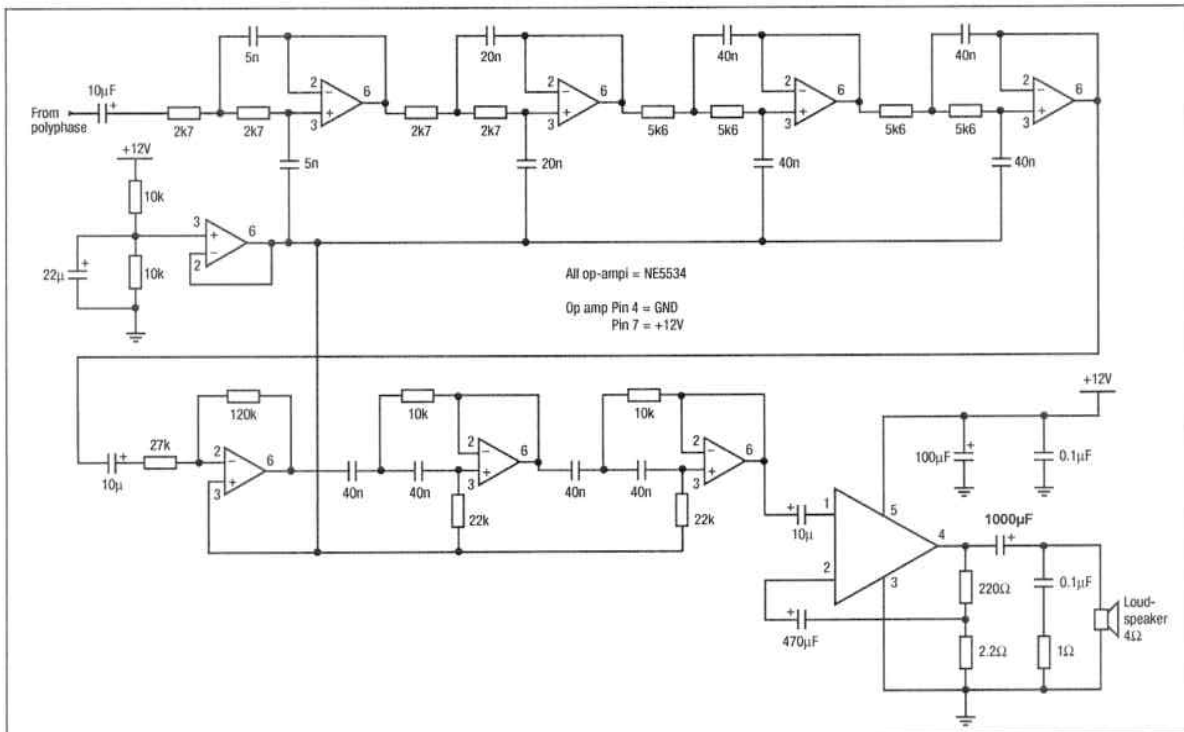 5n
20n
40n
40n
10µF
2 6
2 6
2 6
2 6
From
polyphase
2k7 2k7
3
2k7 2k7
3
5k6 5k6
3
5k6 5k6
3
5n
20n
40n
40n
+12V
10k
3 6
2
22µ
10k
All op-ampi = NE5534
Op amp Pin 4 = GND
Pin 7 = +12V
+12V
120k
10k
10k
27k
2 6
3
2 6
3
2 6
3
10µ
40n 40n
40n 40n
22k
22k
100µF
0.1µF
10µ
1 5
1000µF
4
2 3
220Ω
0.1µF
Loud-
speaker
4Ω
470µF
2.2Ω
1Ω